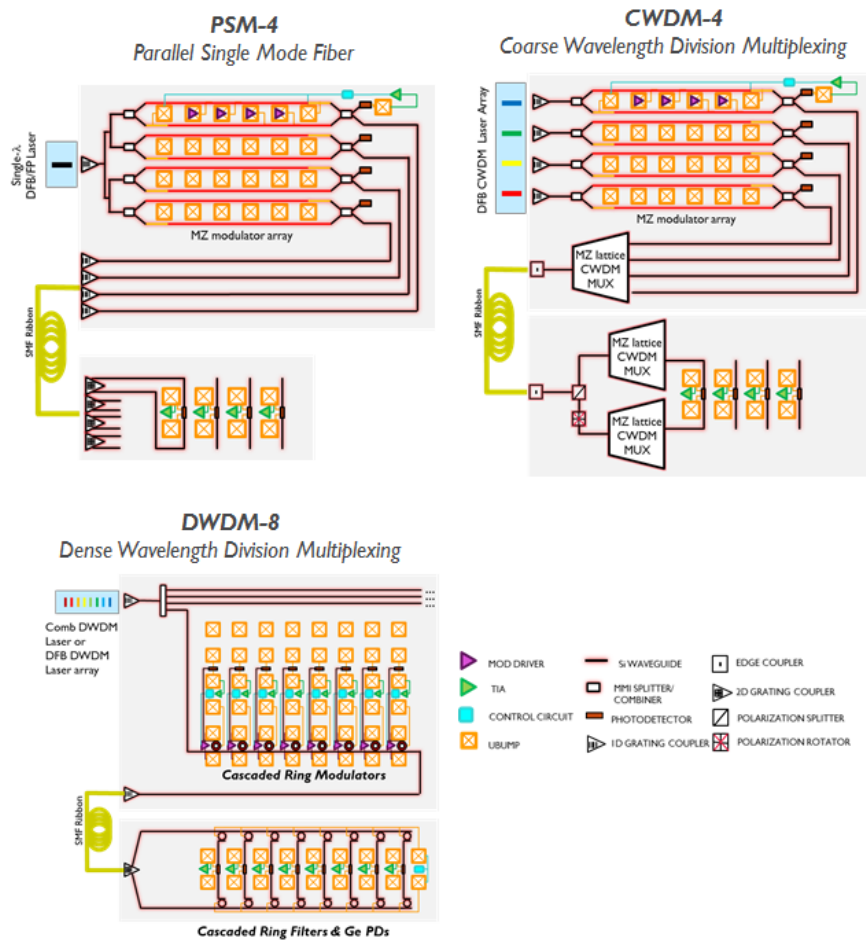 PSM-4
Parallel Single Mode Fiber
Single-λ
DFB/FP Laser
MZ modulator array
SMF Ribbon
CWDM-4
Coarse Wavelength Division Multiplexing
DFB CWDM Laser Array
MZ modulator array
MZ lattice
CWDM
MUX
SMF Ribbon
MZ lattice
CWDM
MUX
MZ lattice
CWDM
MUX
DWDM-8
Dense Wavelength Division Multiplexing
Comb DWDM
Laser or
DFB DWDM
Laser array
...
...
Cascaded Ring Modulators
SMF Ribbon
Cascaded Ring Filters & Ge PDs
MOD DRIVER
TIA
CONTROL CIRCUIT
UBUMP
Si WAVEGUIDE
MMI SPLITTER/
COMBINER
PHOTODETECTOR
1D GRATING COUPLER
EDGE COUPLER
2D GRATING COUPLER
POLARIZATION SPLITTER
POLARIZATION ROTATOR